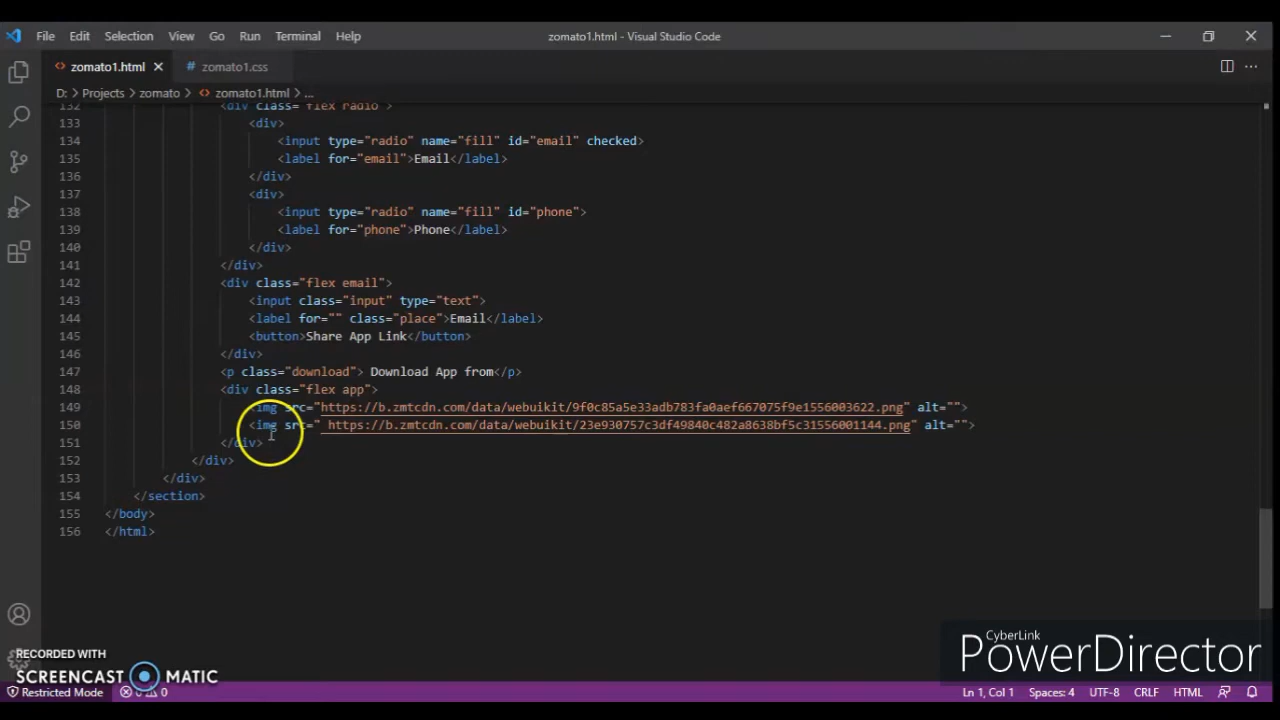 File Edit Selection View Go Run Terminal Help zomato1.html - Visual Studio Code
zomato1.html zomato1.css
D: > Projects > zomato > zomato1.html > ...
132 <div class="flex radio">
133 <div>
134 <input type="radio" name="fill" id="email" checked>
135 <label for="email">Email</label>
136 </div>
137 <div>
138 <input type="radio" name="fill" id="phone">
139 <label for="phone">Phone</label>
140 </div>
141 </div>
142 <div class="flex email">
143 <input class="input" type="text">
144 <label for="" class="place">Email</label>
145 <button>Share App Link</button>
146 </div>
147 <p class="download"> Download App from</p>
148 <div class="flex app">
149 <img src="https://b.zmtcdn.com/data/webuikit/9f0c85a5e33adb783fa0aef667075f9e1556003622.png" alt="">
150 <img src=" https://b.zmtcdn.com/data/webuikit/23e930757c3df49840c482a8638bf5c31556001144.png" alt="">
151 </div>
152 </div>
153 </div>
154 </section>
155 </body>
156 </html>
CyberLink
PowerDirector
RECORDED WITH
SCREENCAST MATIC
Restricted Mode 0 0 Ln 1, Col 1 Spaces: 4 UTF-8 CRLF HTML